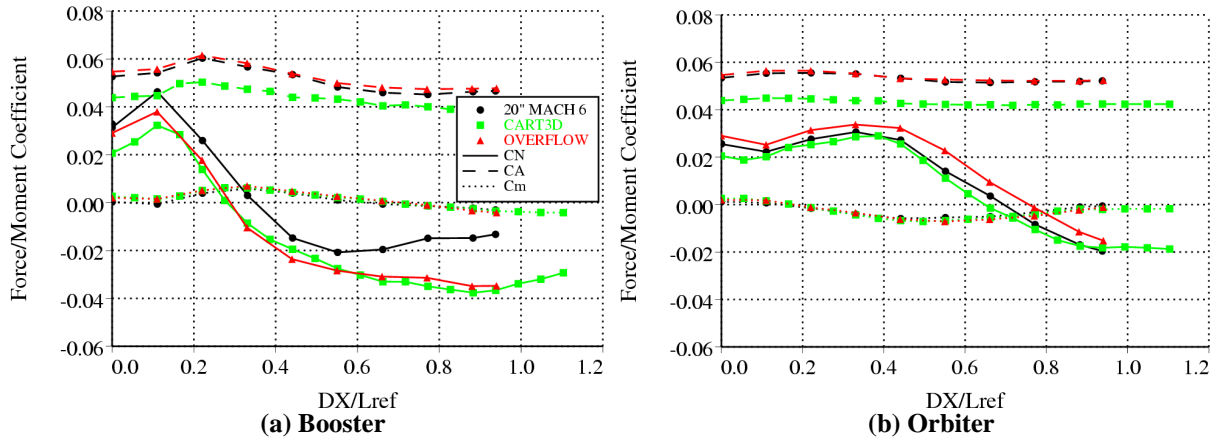 Force/Moment Coefficient
0.08
0.06
0.04
0.02
0.00
-0.02
-0.04
-0.06
0.0 0.2 0.4 0.6 0.8 1.0 1.2
DX/Lref
20" MACH 6
CART3D
OVERFLOW
CN
CA
Cm
(a) Booster
Force/Moment Coefficient
0.08
0.06
0.04
0.02
0.00
-0.02
-0.04
-0.06
0.0 0.2 0.4 0.6 0.8 1.0 1.2
DX/Lref
(b) Orbiter